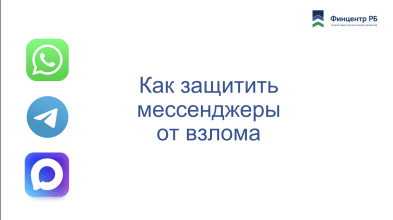 Финцентр РБ
Как защитить
мессенджеры
от взлома